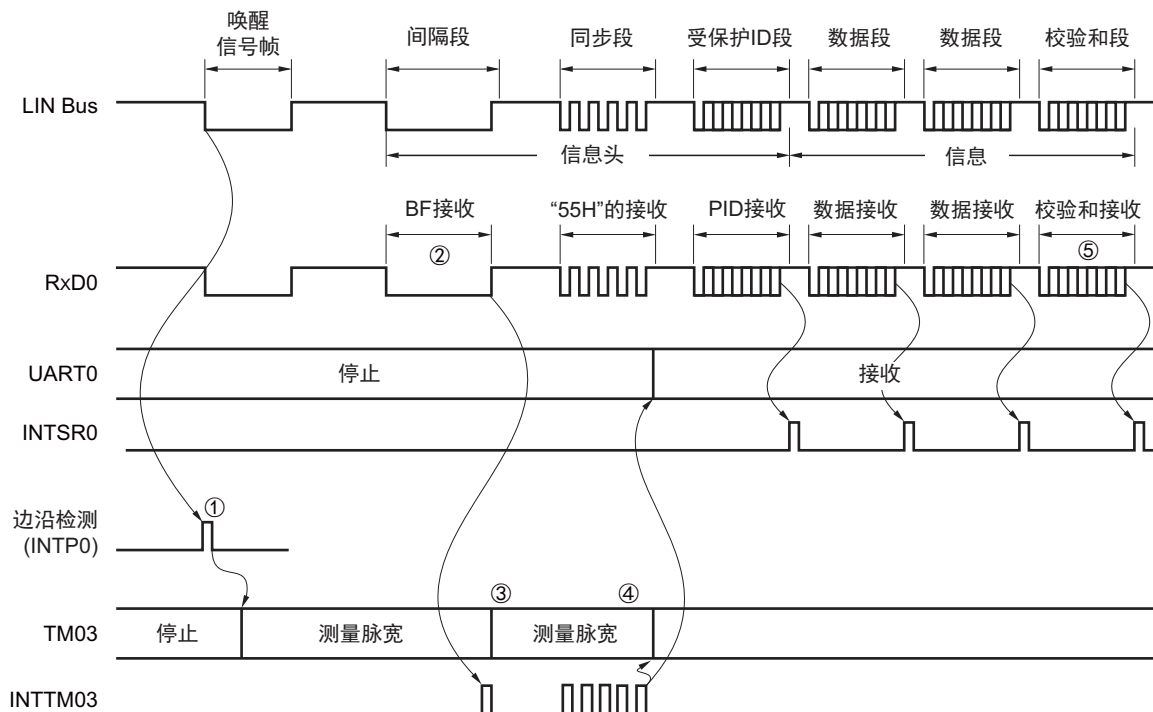 唤醒
信号帧
间隔段
同步段
受保护ID段
数据段
数据段
校验和段
LIN Bus
信息头
信息
BF接收
“55H”的接收
PID接收
数据接收
数据接收
校验和接收
②
⑤
RxD0
UART0
停止
接收
INTSR0
①
边沿检测
(INTP0)
③
④
TM03
停止
测量脉宽
测量脉宽
INTTM03